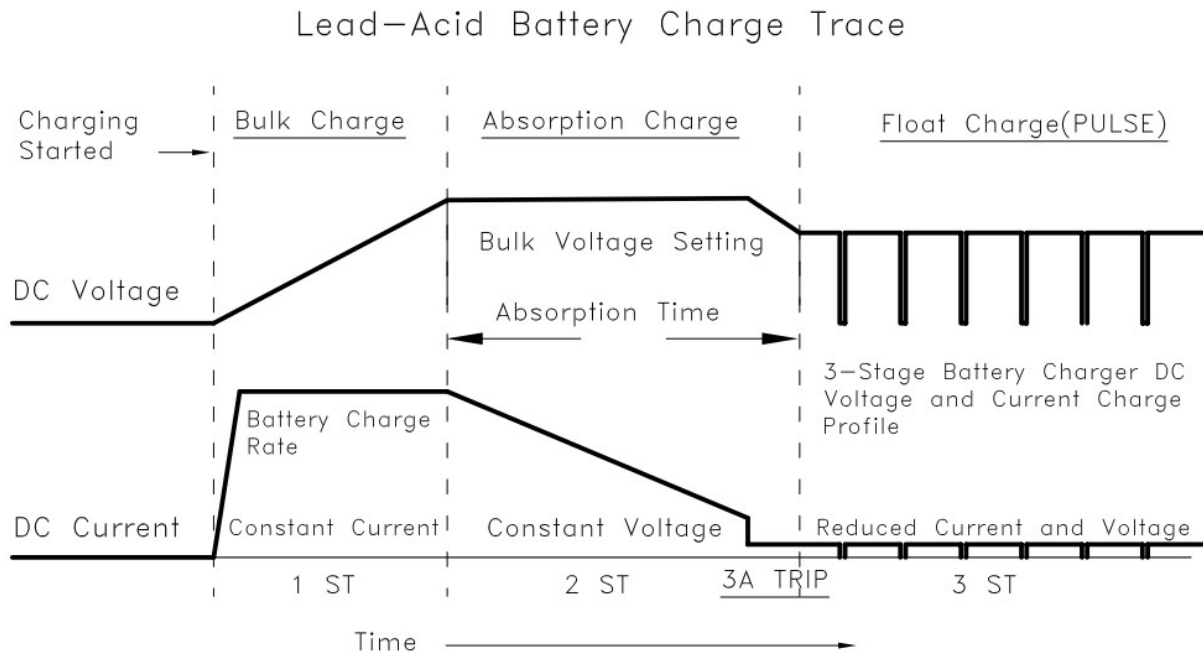 Lead-Acid Battery Charge Trace
Charging
Started
Bulk Charge
Absorption Charge
Float Charge(PULSE)
Bulk Voltage Setting
DC Voltage
Absorption Time
3-Stage Battery Charger DC
Voltage and Current Charge
Profile
Battery Charge
Rate
DC Current
Constant Current
Constant Voltage
Reduced Current and Voltage
1 ST
2 ST
3A TRIP
3 ST
Time